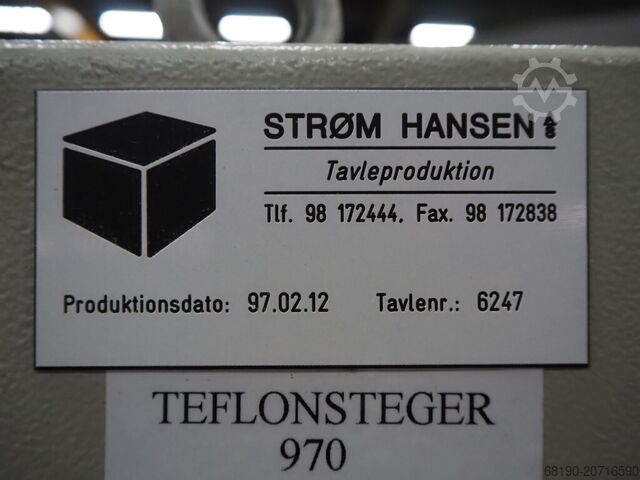 STRØM HANSEN A/S
Tavleproduktion
Tlf. 98 172444. Fax. 98 172838
Produktionsdato: 97.02.12 Tavlenr.: 6247
TEFLONSTEGER
970
68190-20716590